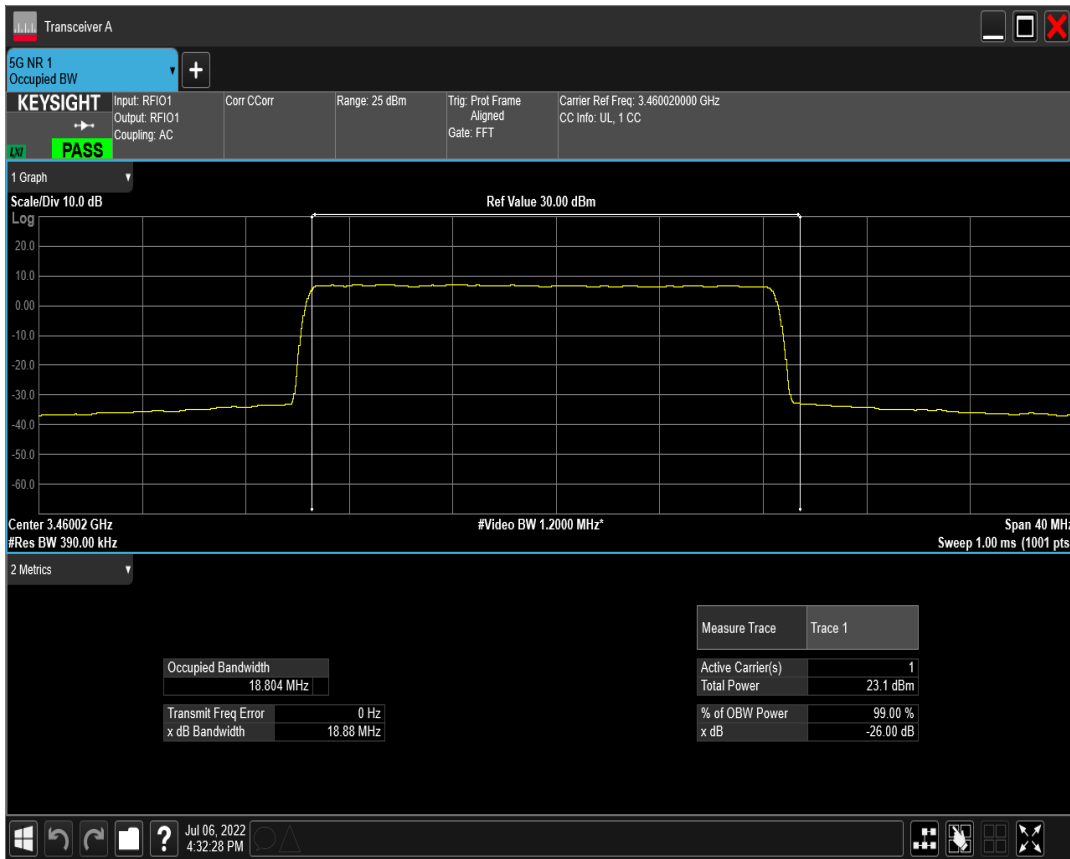 Transceiver A
5G NR 1
Occupied BW
KEYSIGHT
Input: RFIO1
Output: RFIO1
Coupling: AC
Corr CCorr
Range: 25 dBm
Trig: Prot Frame
Aligned
Gate: FFT
Carrier Ref Freq: 3.460020000 GHz
CC Info: UL, 1 CC
LXI
PASS
1 Graph
Scale/Div 10.0 dB
Ref Value 30.00 dBm
Log
20.0
10.0
0.00
-10.0
-20.0
-30.0
-40.0
-50.0
-60.0
Center 3.46002 GHz
#Video BW 1.2000 MHz*
Span 40 MHz
#Res BW 390.00 kHz
Sweep 1.00 ms (1001 pts
2 Metrics
Measure Trace Trace 1
Occupied Bandwidth
18.804 MHz
Active Carrier(s) 1
Total Power 23.1 dBm
Transmit Freq Error 0 Hz
x dB Bandwidth 18.88 MHz
% of OBW Power 99.00 %
x dB -26.00 dB
Jul 06, 2022
4:32:28 PM